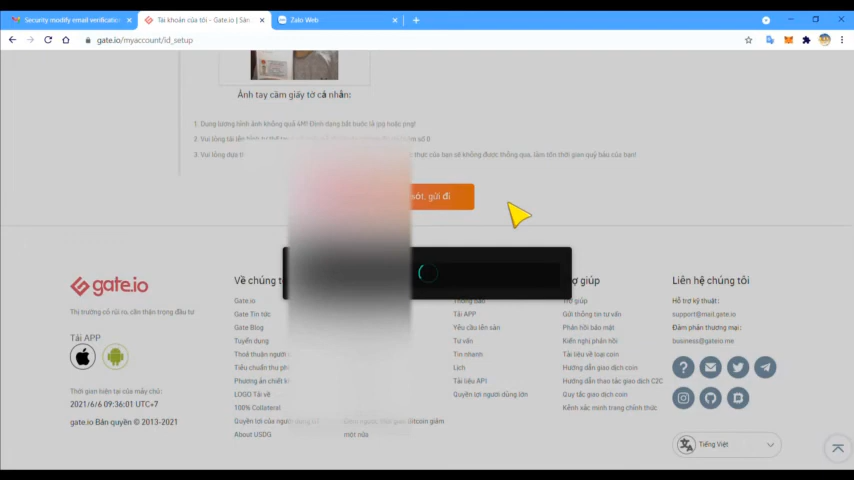 Security modify email verification
Tài khoản của tôi - Gate.io | Sàn
Zalo Web
gate.io/myaccount/id_setup
Ảnh tay cầm giấy tờ cá nhân:
1. Dung lượng hình ảnh không quá 4M! Định dạng bắt buộc là jpg hoặc png!
2. Vui lòng tải lên
số 0
3. Vui lòng dựa
thực của bạn sẽ không được thông qua, làm tốn thời gian quý báu của bạn!
sót, gửi đi
gate.io
Thị trường có rủi ro, cẩn thận trọng đầu tư
Tải APP
Thời gian hiện tại của máy chủ:
2021/6/6 09:36:01 UTC+7
gate.io Bản quyền © 2013-2021
Về chúng
Gate.io
Gate Tin tức
Gate Blog
Tuyển dụng
Thoả thuận người
Tiêu chuẩn thu ph
Phương án chiết k
LOGO Tải về
100% Collateral
Quyền lợi của người dùng
About USDG
Bitcoin giảm
một nửa
Thông báo
Tải APP
Yêu cầu lên sàn
Tư vấn
Tin nhanh
Lịch
Tài liệu API
Quyền lợi người dùng lớn
giúp
Trợ giúp
Gửi thông tin tư vấn
Phản hồi bảo mật
Kiến nghị phản hồi
Tài liệu về loại coin
Hướng dẫn giao dịch coin
Hướng dẫn thao tác giao dịch C2C
Quy tắc giao dịch coin
Kênh xác minh trang chính thức
Liên hệ chúng tôi
Hỗ trợ kỹ thuật:
support@mail.gate.io
Đàm phán thương mại:
business@gateio.me
Tiếng Việt